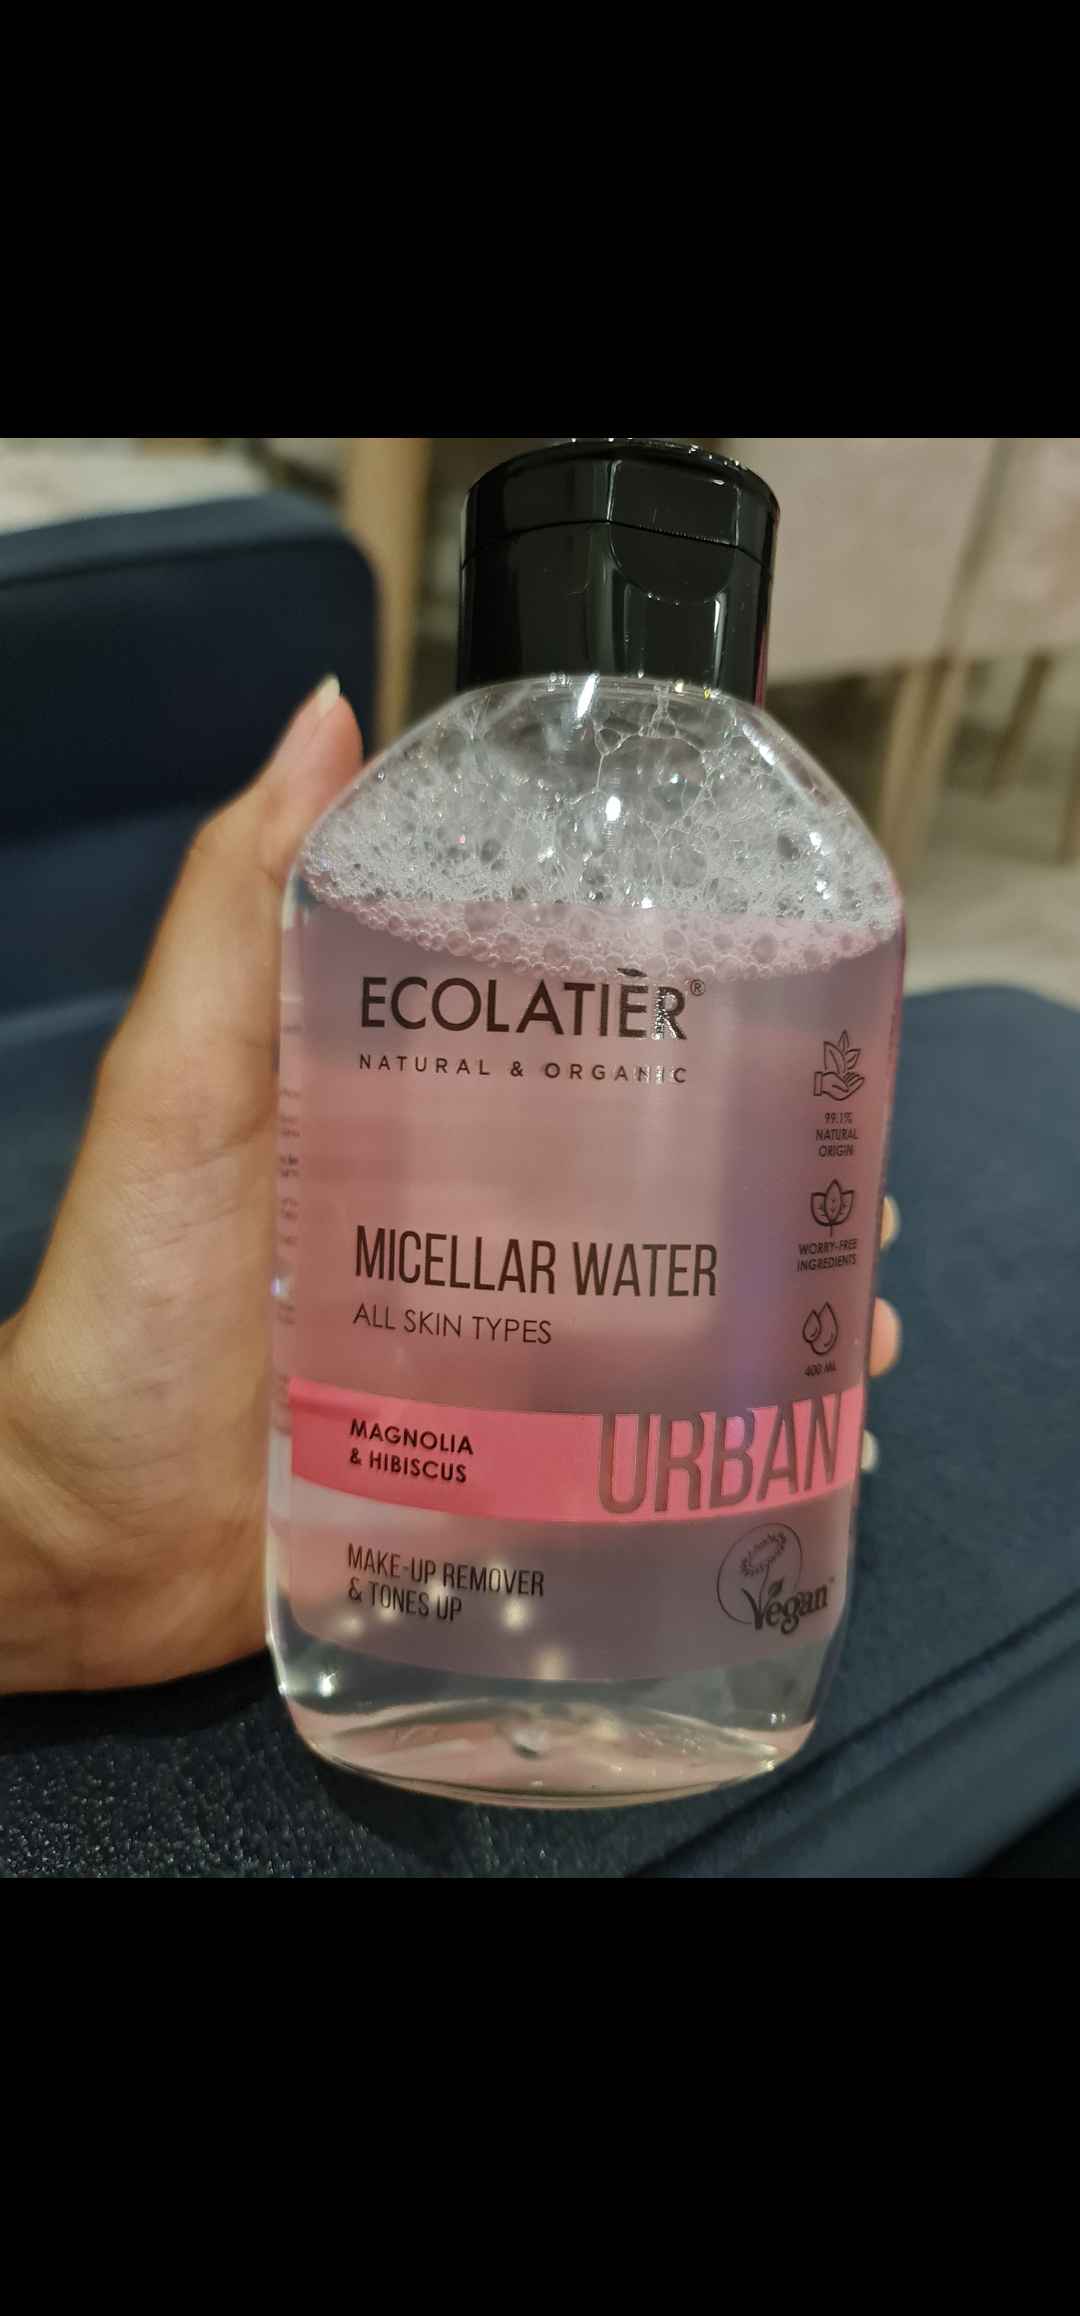 ECOLATIÈR®
NATURAL & ORGANIC
99.1%
NATURAL
ORIGIN
WORRY-FREE
INGREDIENTS
400 ML
MICELLAR WATER
ALL SKIN TYPES
MAGNOLIA
& HIBISCUS
URBAN
MAKE-UP REMOVER
& TONES UP
Vegan